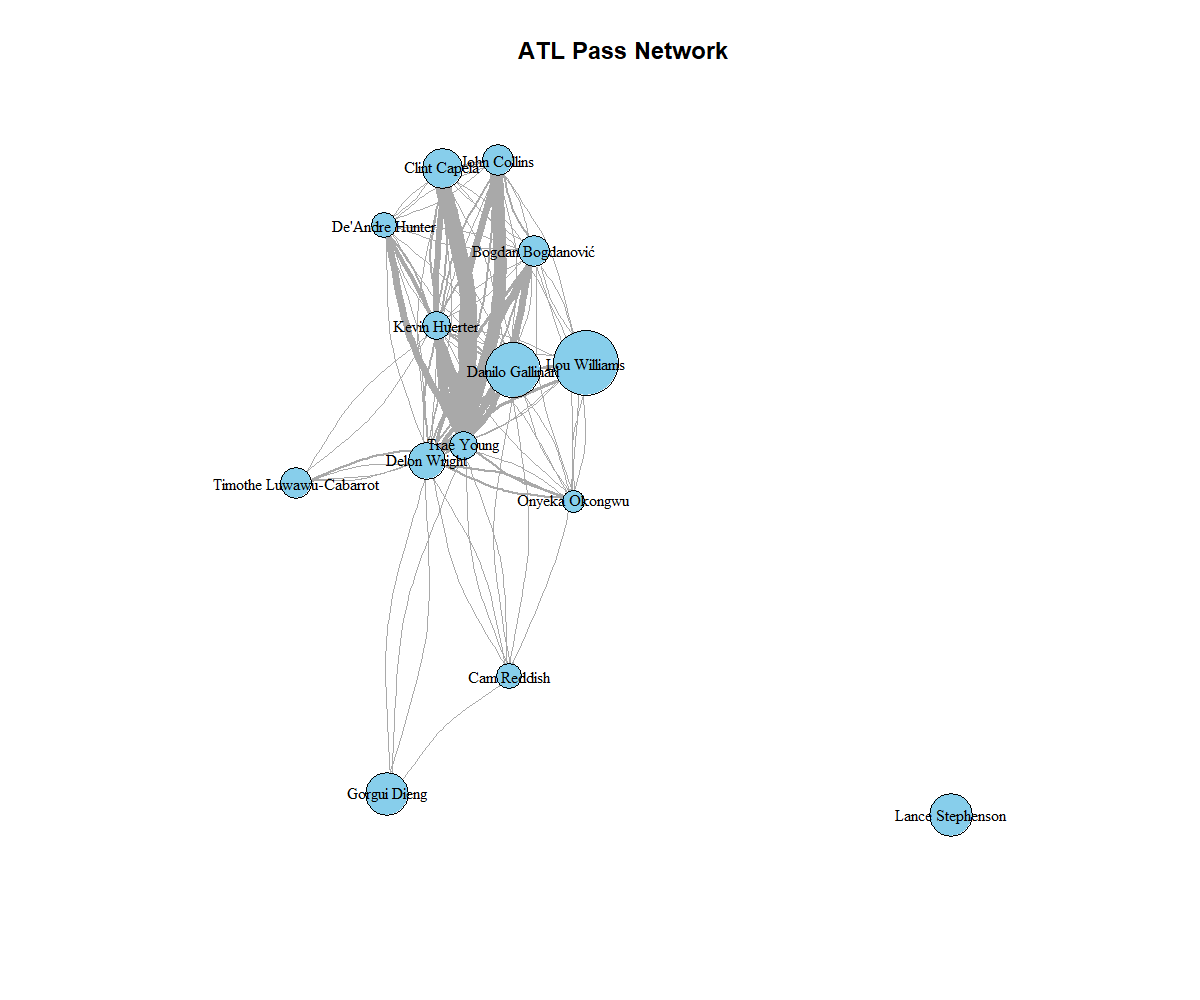 ATL Pass Network
John Collins
Clint Capela
De'Andre Hunter
Bogdan Bogdanović
Kevin Huerter
Lou Williams
Danilo Gallinari
Trae Young
Delon Wright
Timothe Luwawu-Cabarrot
Onyeka Okongwu
Cam Reddish
Gorgui Dieng
Lance Stephenson